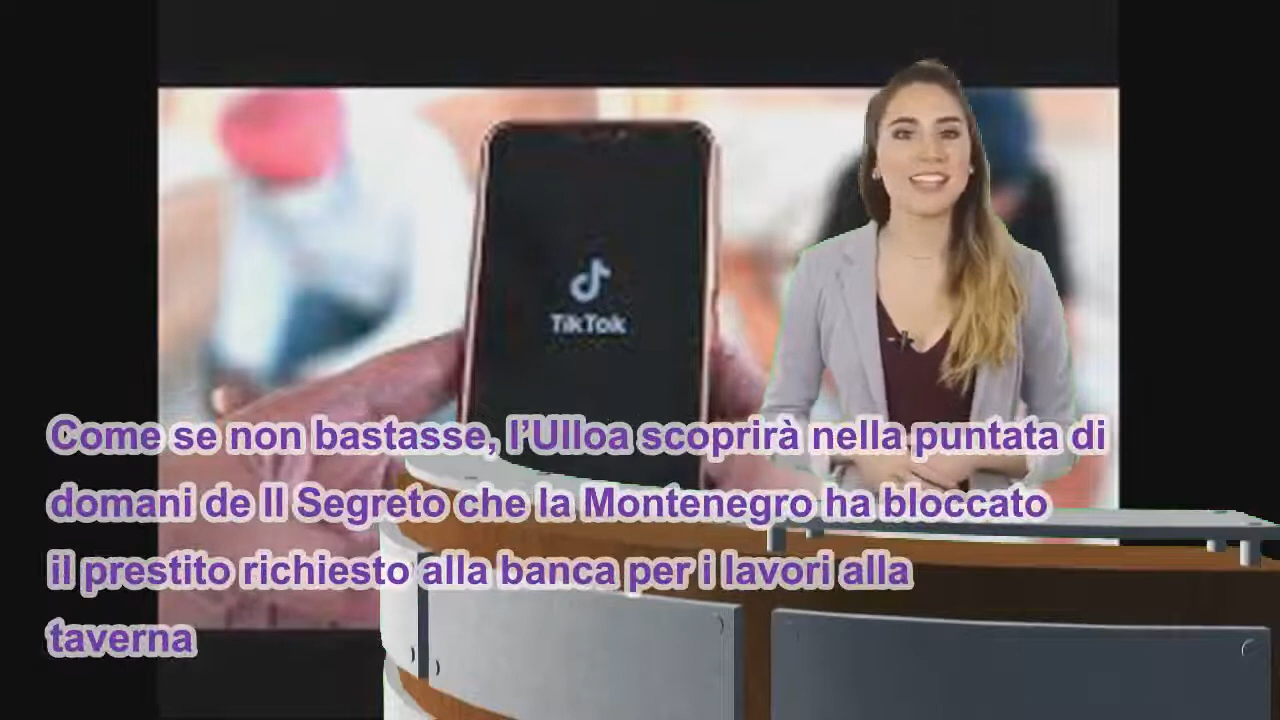 TikTok
Come se non bastasse, l’Ulloa scoprirà nella puntata di
domani de Il Segreto che la Montenegro ha bloccato
il prestito richiesto alla banca per i lavori alla
taverna